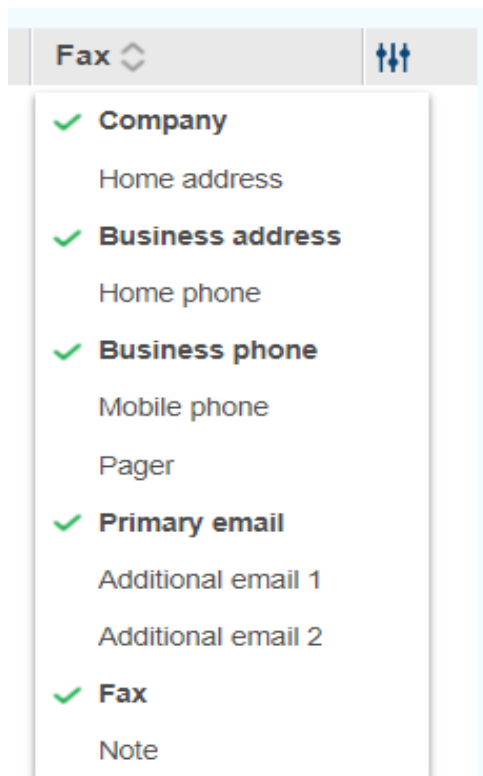 Fax
Company
Home address
Business address
Home phone
Business phone
Mobile phone
Pager
Primary email
Additional email 1
Additional email 2
Fax
Note